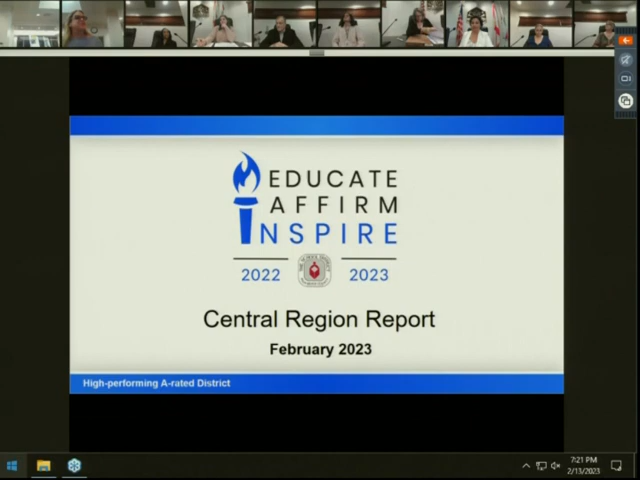 EDUCATE
AFFIRM
INSPIRE
2022 2023
Central Region Report
February 2023
High-performing A-rated District
7:21 PM
2/13/2023